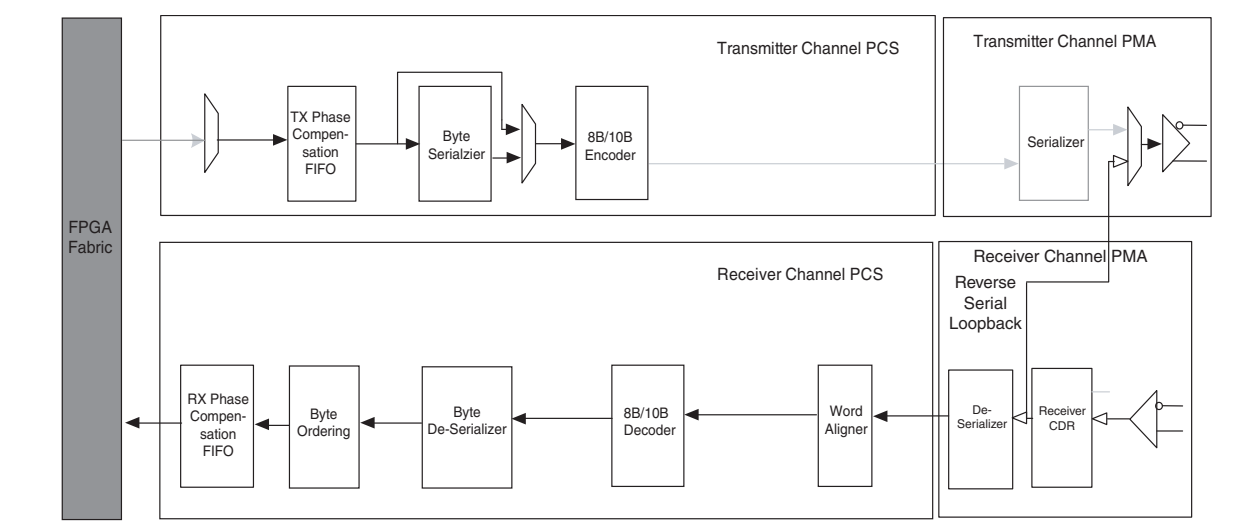 Transmitter Channel PCS
Transmitter Channel PMA
TX Phase
Compen-
sation
FIFO
Byte
Serialzier
8B/10B
Encoder
Serializer
FPGA
Fabric
Receiver Channel PCS
Receiver Channel PMA
Reverse
Serial
Loopback
RX Phase
Compen-
sation
FIFO
Byte
Ordering
Byte
De-Serializer
8B/10B
Decoder
Word
Aligner
De-
Serializer
Receiver
CDR